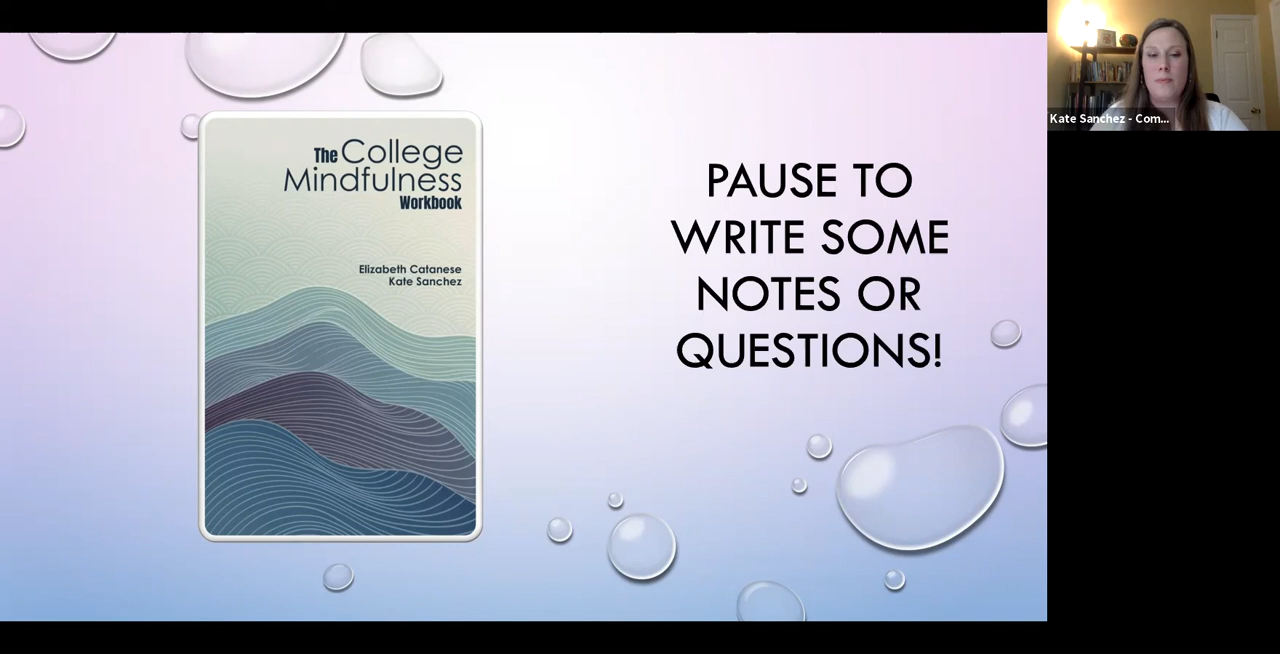 The College
Mindfulness
Workbook
Elizabeth Catanese
Kate Sanchez
PAUSE TO
WRITE SOME
NOTES OR
QUESTIONS!
Kate Sanchez - Com...